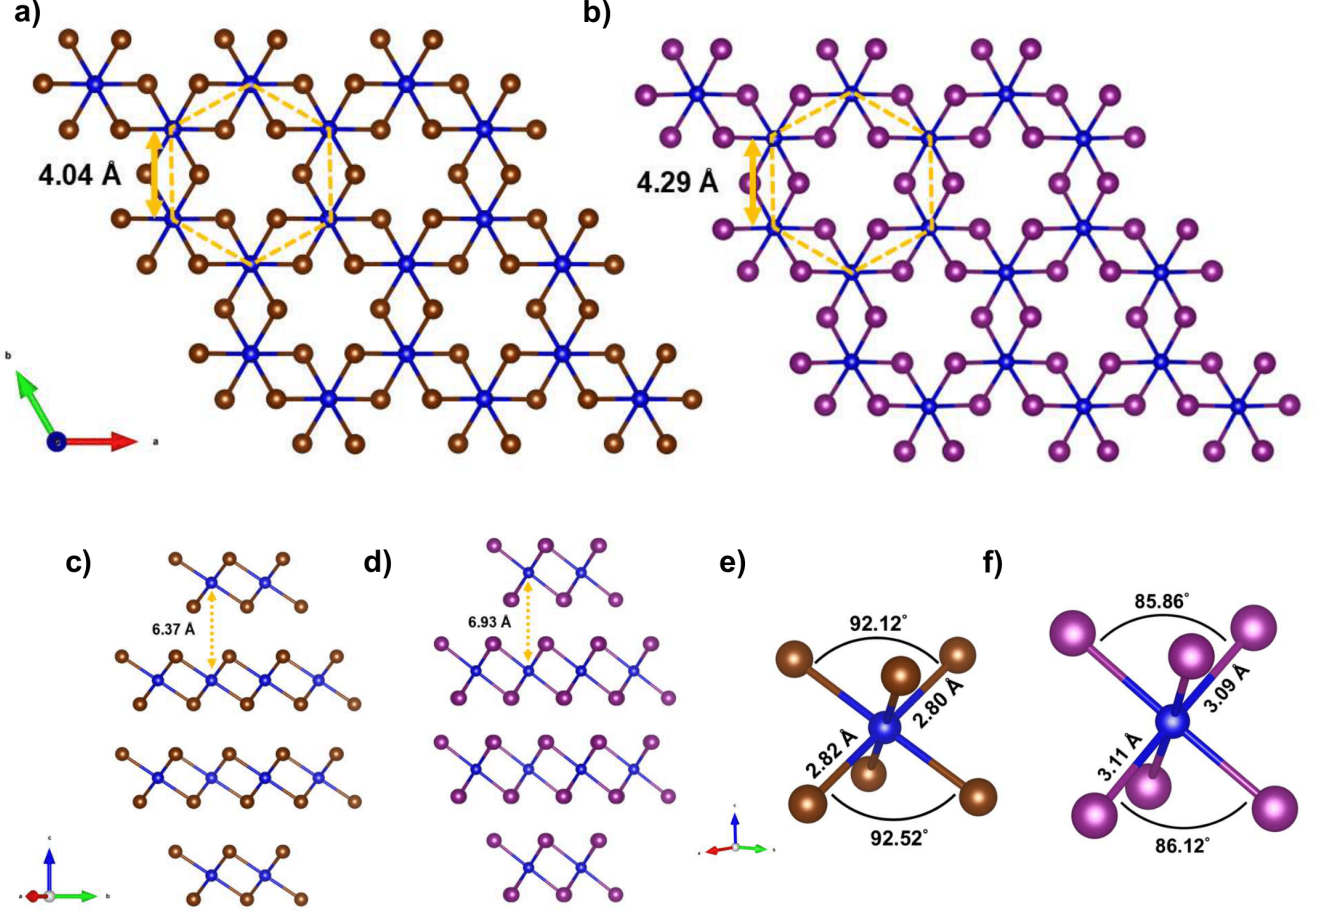 a)
b)
4.04 Å
4.29 Å
b
a
c)
d)
e)
f)
6.37 Å
6.93 Å
92.12°
2.80 Å
2.82 Å
92.52°
85.86°
3.09 Å
3.11 Å
86.12°
c
a
b
c
a
b